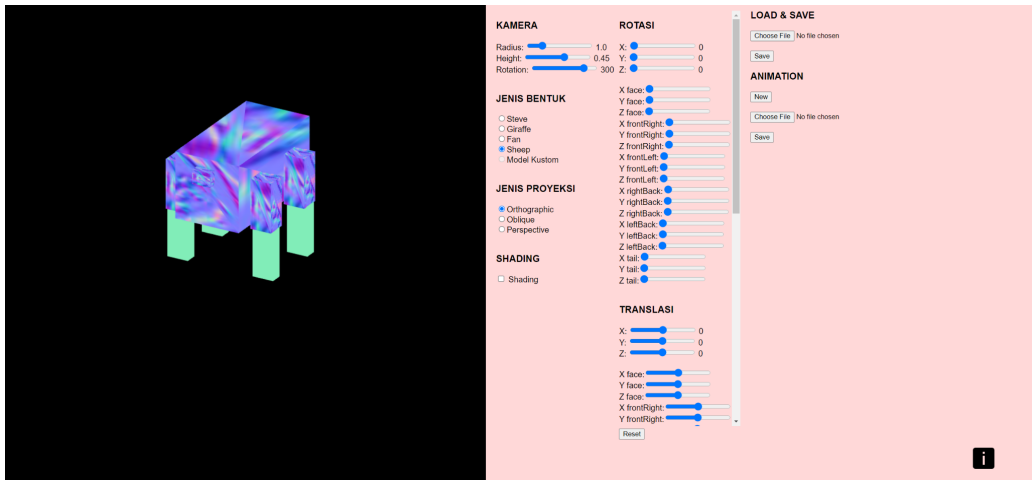 KAMERA
Radius: 1.0
Height: 0.45
Rotation: 300
JENIS BENTUK
Steve
Giraffe
Fan
Sheep
Model Kustom
JENIS PROYEKSI
Orthographic
Oblique
Perspective
SHADING
Shading
ROTASI
X: 0
Y: 0
Z: 0
X face:
Y face:
Z face:
X frontRight:
Y frontRight:
Z frontRight:
X frontLeft:
Y frontLeft:
Z frontLeft:
X rightBack:
Y rightBack:
Z rightBack:
X leftBack:
Y leftBack:
Z leftBack:
X tail:
Y tail:
Z tail:
TRANSLASI
X: 0
Y: 0
Z: 0
X face:
Y face:
Z face:
X frontRight:
Y frontRight:
Reset
LOAD & SAVE
Choose File No file chosen
Save
ANIMATION
New
Choose File No file chosen
Save
i